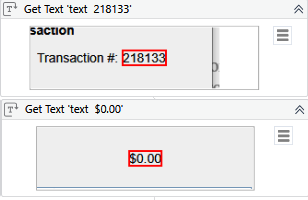 Get Text 'text 218133'
saction
Transaction #: 218133
Get Text 'text $0.00'
$0.00